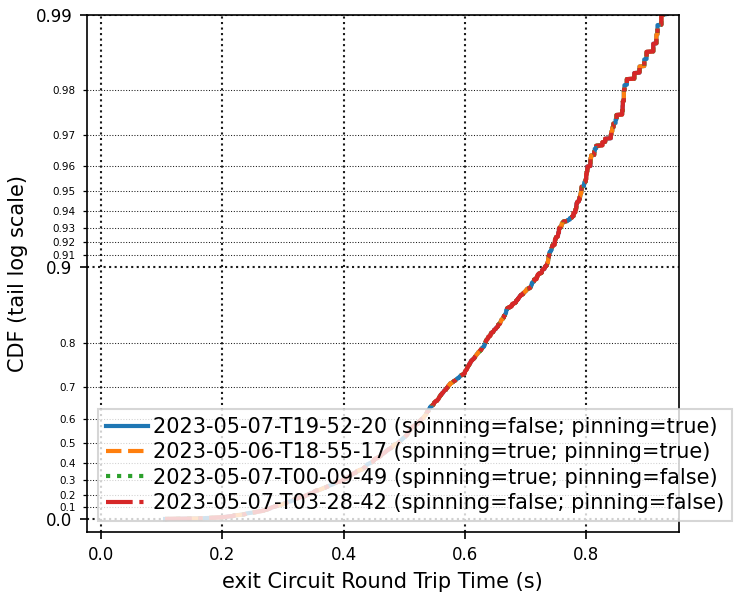 0.99
0.98
0.97
0.96
0.95
0.94
0.93
0.92
0.91
0.9
0.8
0.7
0.6
0.5
0.4
0.3
0.2
0.1
0.0
CDF (tail log scale)
2023-05-07-T19-52-20 (spinning=false; pinning=true)
2023-05-06-T18-55-17 (spinning=true; pinning=true)
2023-05-07-T00-09-49 (spinning=true; pinning=false)
2023-05-07-T03-28-42 (spinning=false; pinning=false)
0.0 0.2 0.4 0.6 0.8
exit Circuit Round Trip Time (s)